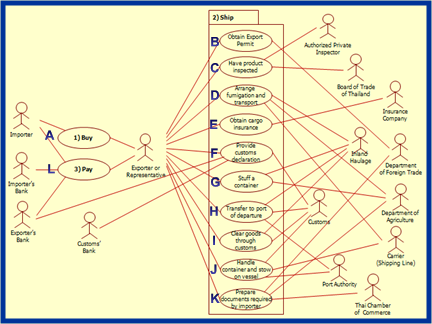 2) Ship
B
Obtain Export
Permit
Authorized Private
Inspector
C
Have product
inspected
Board of Trade
of Thailand
D
Arrange
fumigation and
transport
Insurance
Company
Importer
A
1) Buy
E
Obtain cargo
insurance
F
Provide
customs
declaration
Inland
Haulage
L
3) Pay
Exporter or
Representative
Department
of Foreign Trade
Importer's
Bank
G
Stuff a
container
H
Transfer to port
of departure
Customs
Department of
Agriculture
Exporter's
Bank
Customs'
Bank
I
Clear goods
through
customs
Carrier
(Shipping Line)
J
Handle
container and stow
on vessel
Port Authority
K
Prepare
documents required
by importer
Thai Chamber
of Commerce